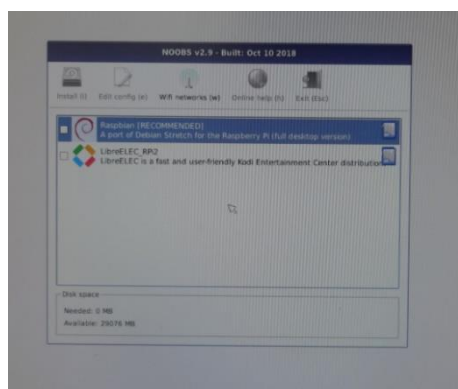 NOOBS v2.9 - Built: Oct 10 2018
Install (i) Edit config (e) Wifi networks (w) Online help (h) Exit (Esc)
Raspibian [RECOMMENDED]
A port of Debian Stretch for the Raspberry Pi (full desktop version)
LibreELEC_RPi2
LibreELEC is a fast and user-friendly Kodi Entertainment Center distribution
Disk space
Needed: 0 MB
Available: 29076 MB